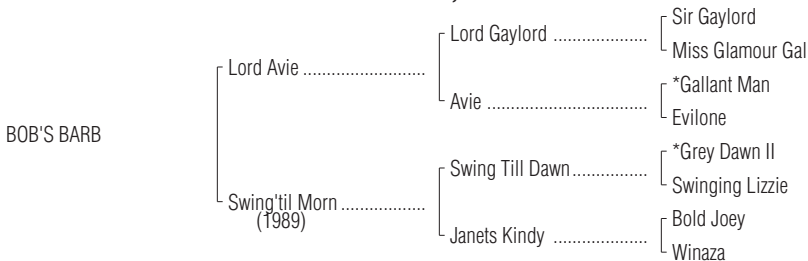 Sir Gaylord
Lord Gaylord ....................
Miss Glamour Gal
Lord Avie ..........................
*Gallant Man
Avie ..................................
Evilone
BOB'S BARB
*Grey Dawn II
Swing Till Dawn................
Swinging Lizzie
Swing'til Morn ..................
(1989)
Bold Joey
Janets Kindy ....................
Winaza